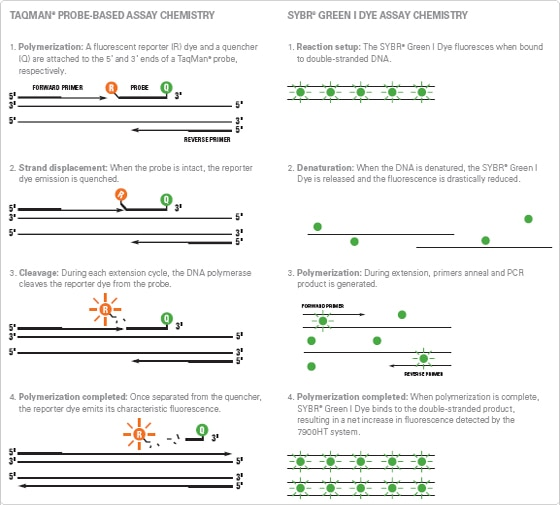 TAQMAN® PROBE-BASED ASSAY CHEMISTRY
1. Polymerization: A fluorescent reporter (R) dye and a quencher
(Q) are attached to the 5' and 3' ends of a TaqMan® probe,
respectively.
FORWARD PRIMER R PROBE Q
5' 3'
3' 5'
5' 3'
5'
REVERSE PRIMER
2. Strand displacement: When the probe is intact, the reporter
dye emission is quenched.
R Q
5' 3'
3' 5'
5' 3'
5'
3. Cleavage: During each extension cycle, the DNA polymerase
cleaves the reporter dye from the probe.
R Q
5' 3'
3' 5'
5' 3'
5'
4. Polymerization completed: Once separated from the quencher,
the reporter dye emits its characteristic fluorescence.
R Q 3'
5'
3' 5'
5' 3'
5'
SYBR® GREEN I DYE ASSAY CHEMISTRY
1. Reaction setup: The SYBR® Green I Dye fluoresces when bound
to double-stranded DNA.
2. Denaturation: When the DNA is denatured, the SYBR® Green I
Dye is released and the fluorescence is drastically reduced.
3. Polymerization: During extension, primers anneal and PCR
product is generated.
FORWARD PRIMER
REVERSE PRIMER
4. Polymerization completed: When polymerization is complete,
SYBR® Green I Dye binds to the double-stranded product,
resulting in a net increase in fluorescence detected by the
7900HT system.